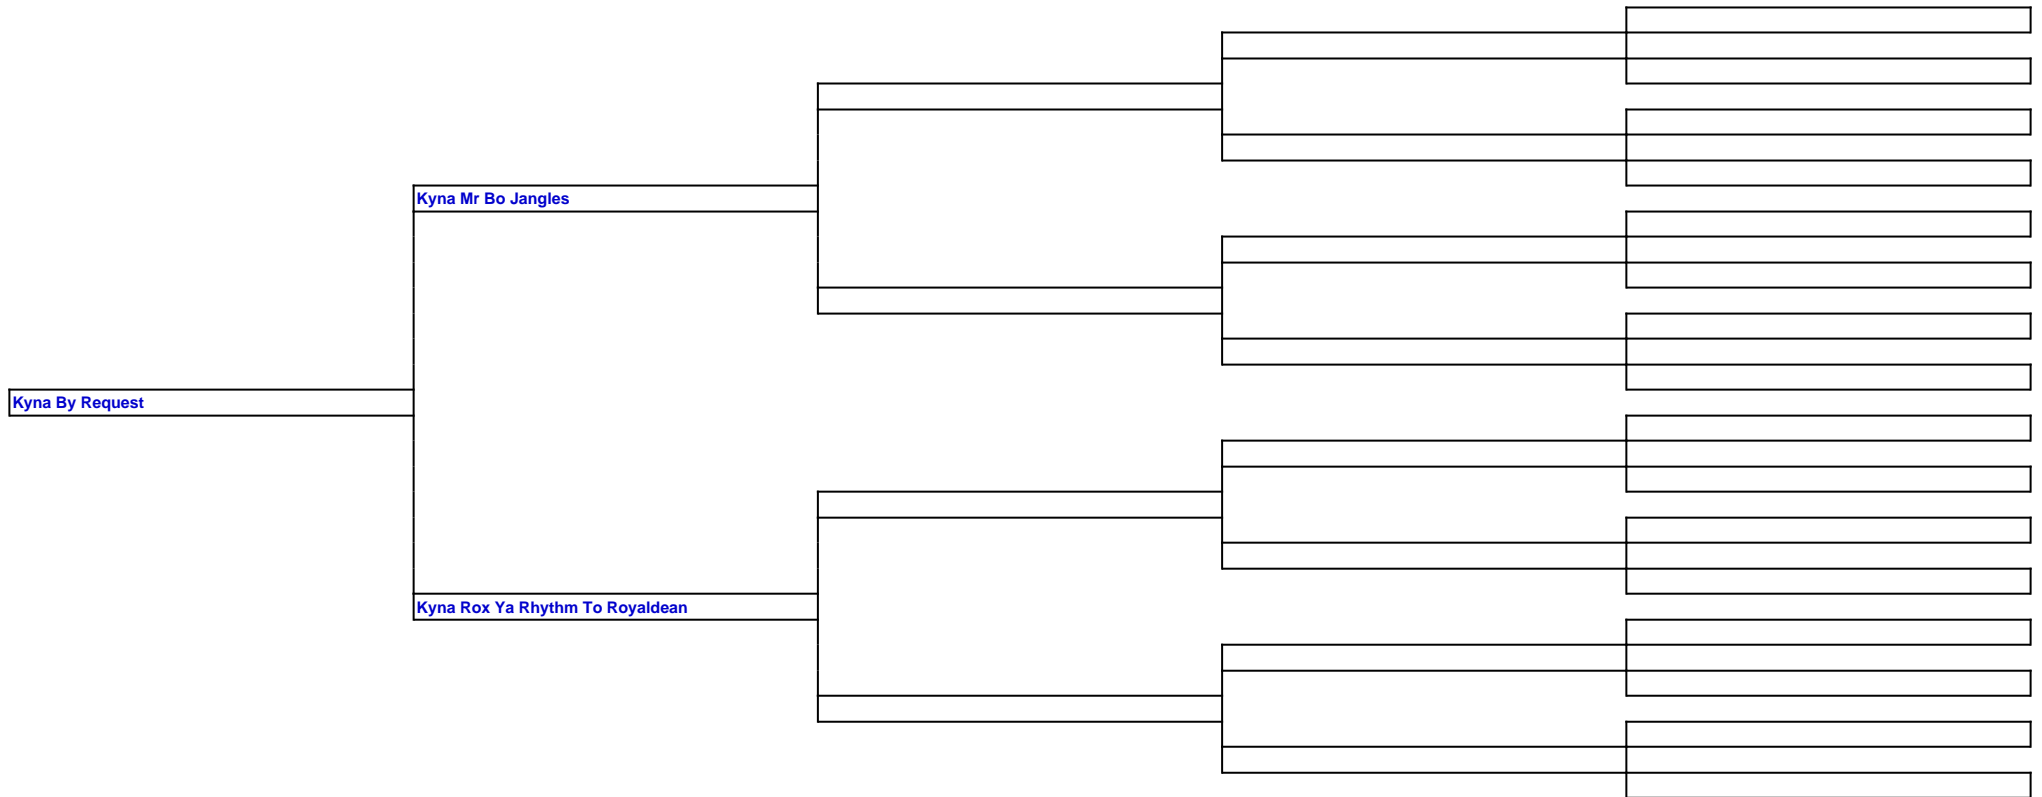 Kyna Mr Bo Jangles
Kyna By Request
Kyna Rox Ya Rhythm To Royaldean